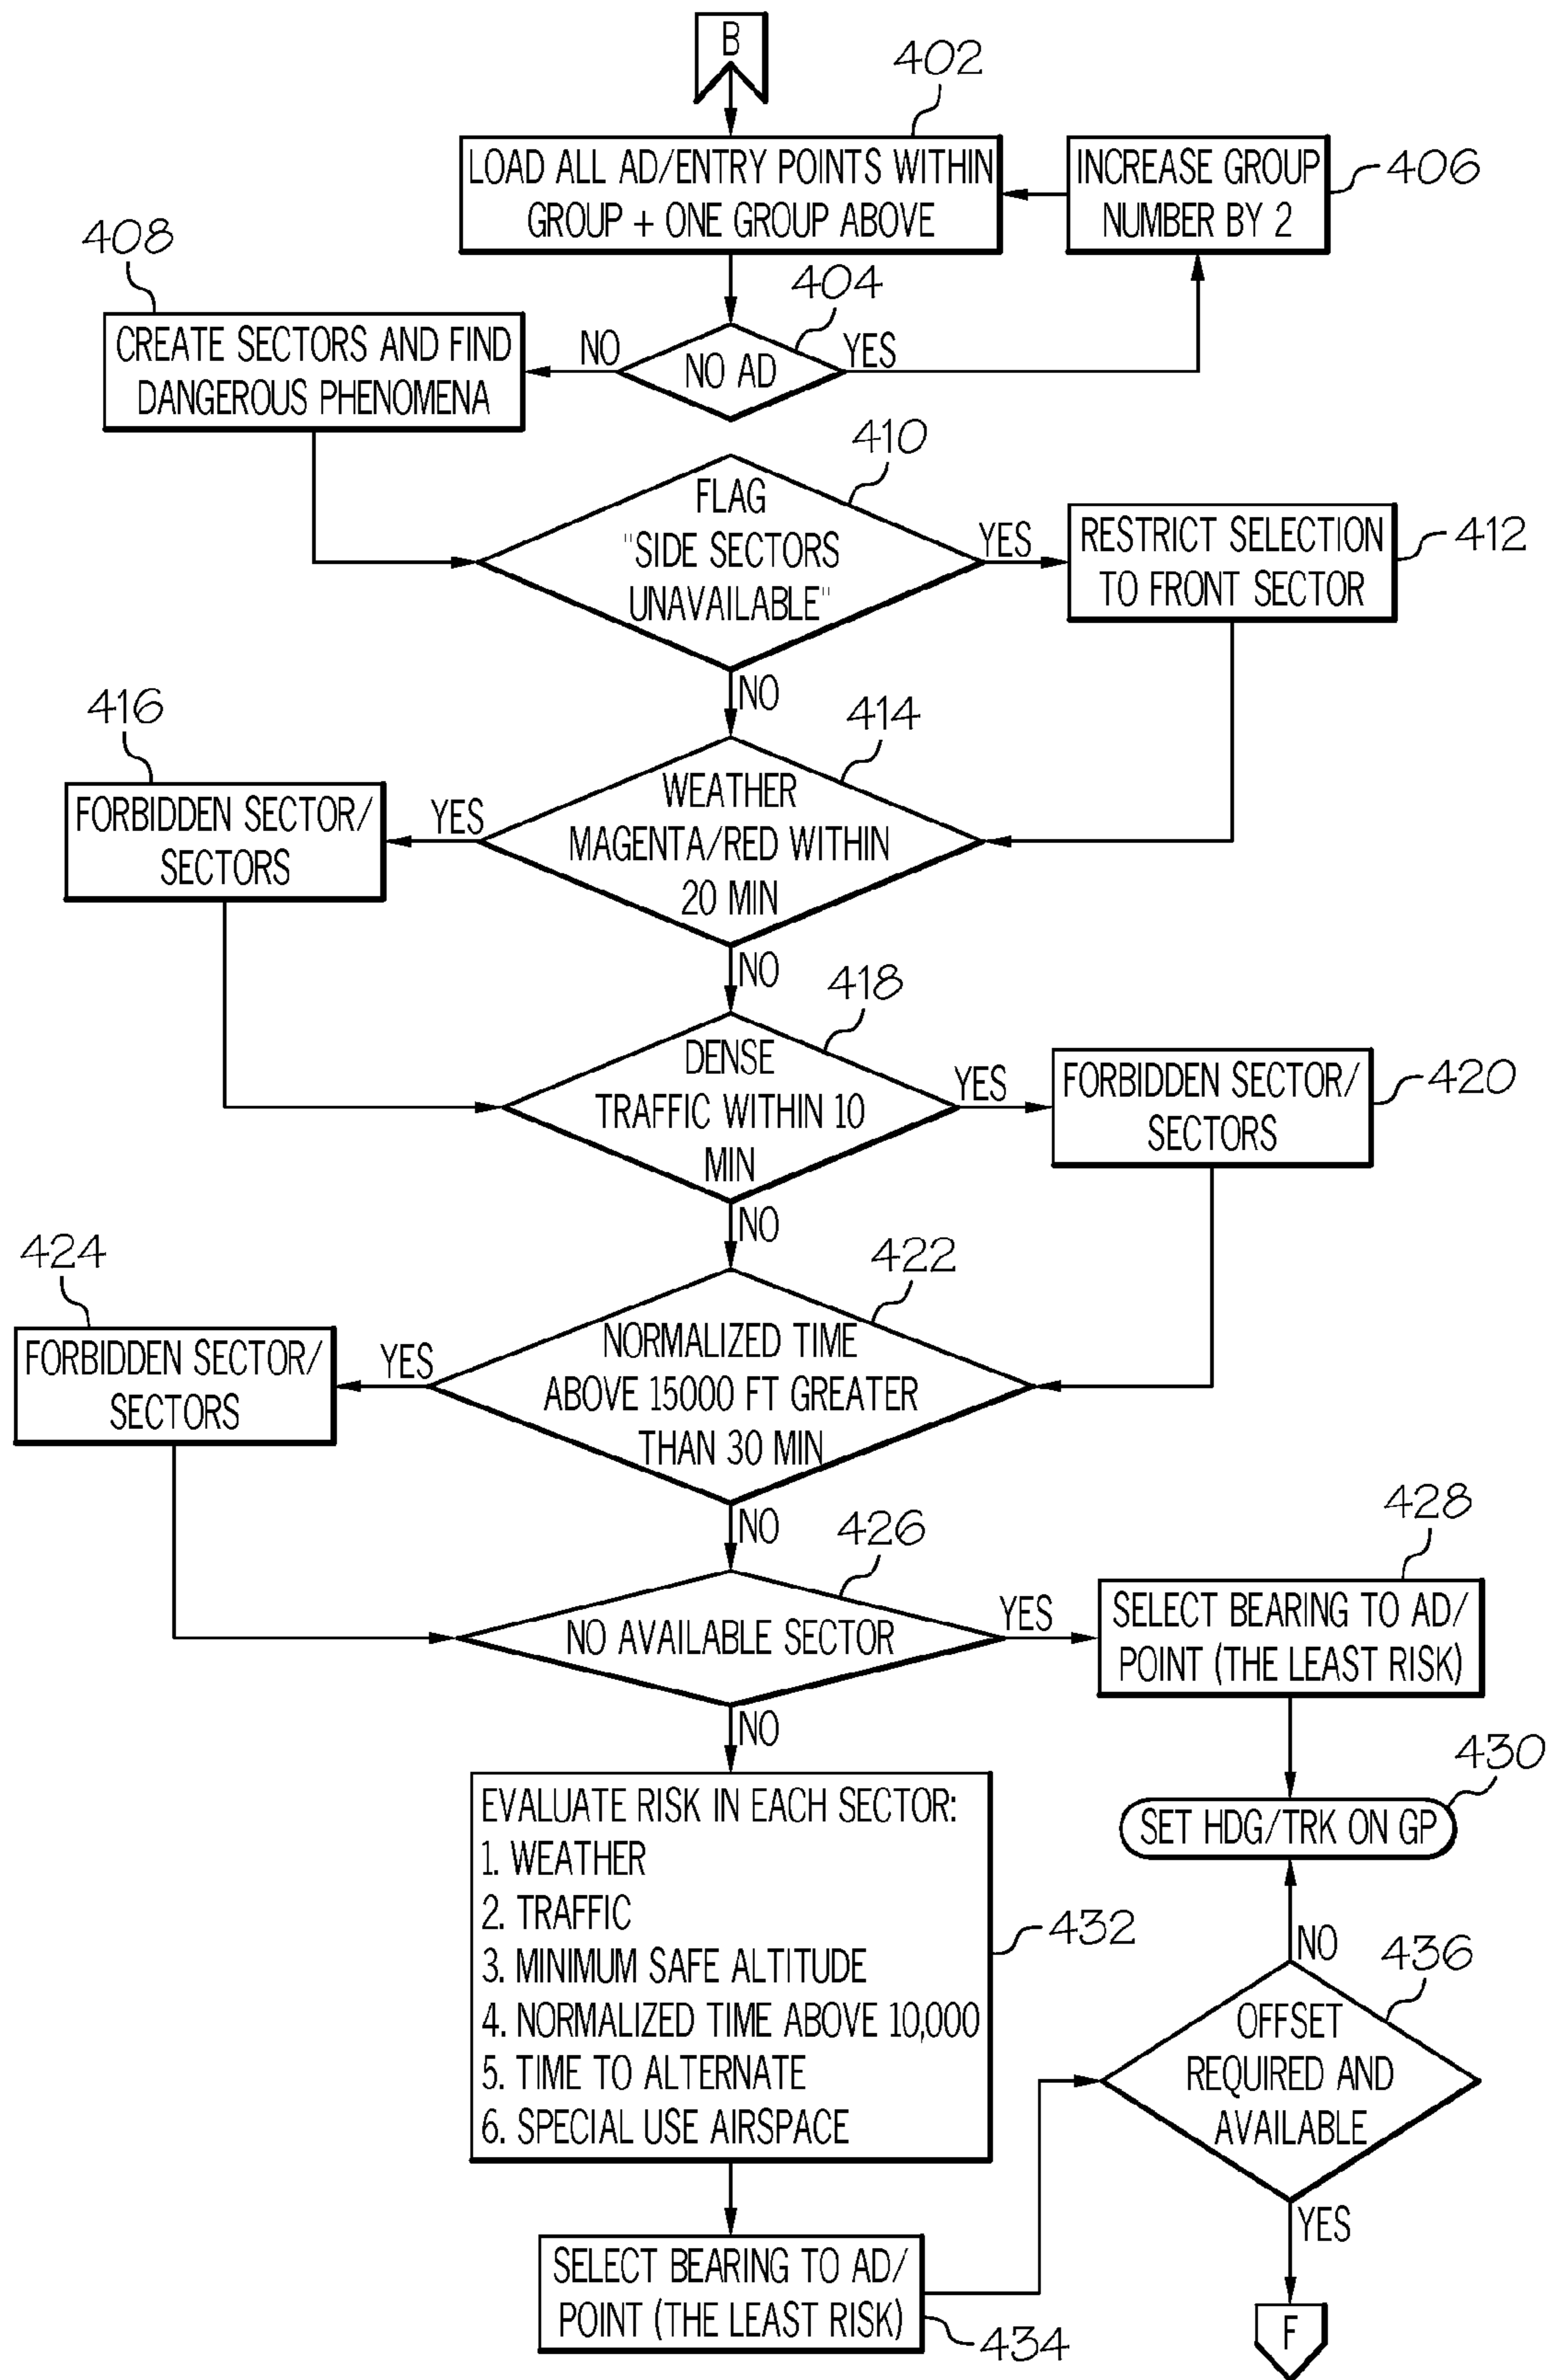 B
402
LOAD ALL AD/ENTRY POINTS WITHIN
GROUP + ONE GROUP ABOVE
INCREASE GROUP
NUMBER BY 2
406
408
404
CREATE SECTORS AND FIND
DANGEROUS PHENOMENA
NO
NO AD
YES
410
FLAG
"SIDE SECTORS
UNAVAILABLE"
YES
RESTRICT SELECTION
TO FRONT SECTOR
412
NO
416
414
FORBIDDEN SECTOR/
SECTORS
YES
WEATHER
MAGENTA/RED WITHIN
20 MIN
NO
418
DENSE
TRAFFIC WITHIN 10
MIN
YES
FORBIDDEN SECTOR/
SECTORS
420
NO
424
422
FORBIDDEN SECTOR/
SECTORS
YES
NORMALIZED TIME
ABOVE 15000 FT GREATER
THAN 30 MIN
NO
426
428
NO AVAILABLE SECTOR
YES
SELECT BEARING TO AD/
POINT (THE LEAST RISK)
NO
430
SET HDG/TRK ON GP
EVALUATE RISK IN EACH SECTOR:
1. WEATHER
2. TRAFFIC
3. MINIMUM SAFE ALTITUDE
4. NORMALIZED TIME ABOVE 10,000
5. TIME TO ALTERNATE
6. SPECIAL USE AIRSPACE
432
NO
436
OFFSET
REQUIRED AND
AVAILABLE
YES
SELECT BEARING TO AD/
POINT (THE LEAST RISK)
434
F